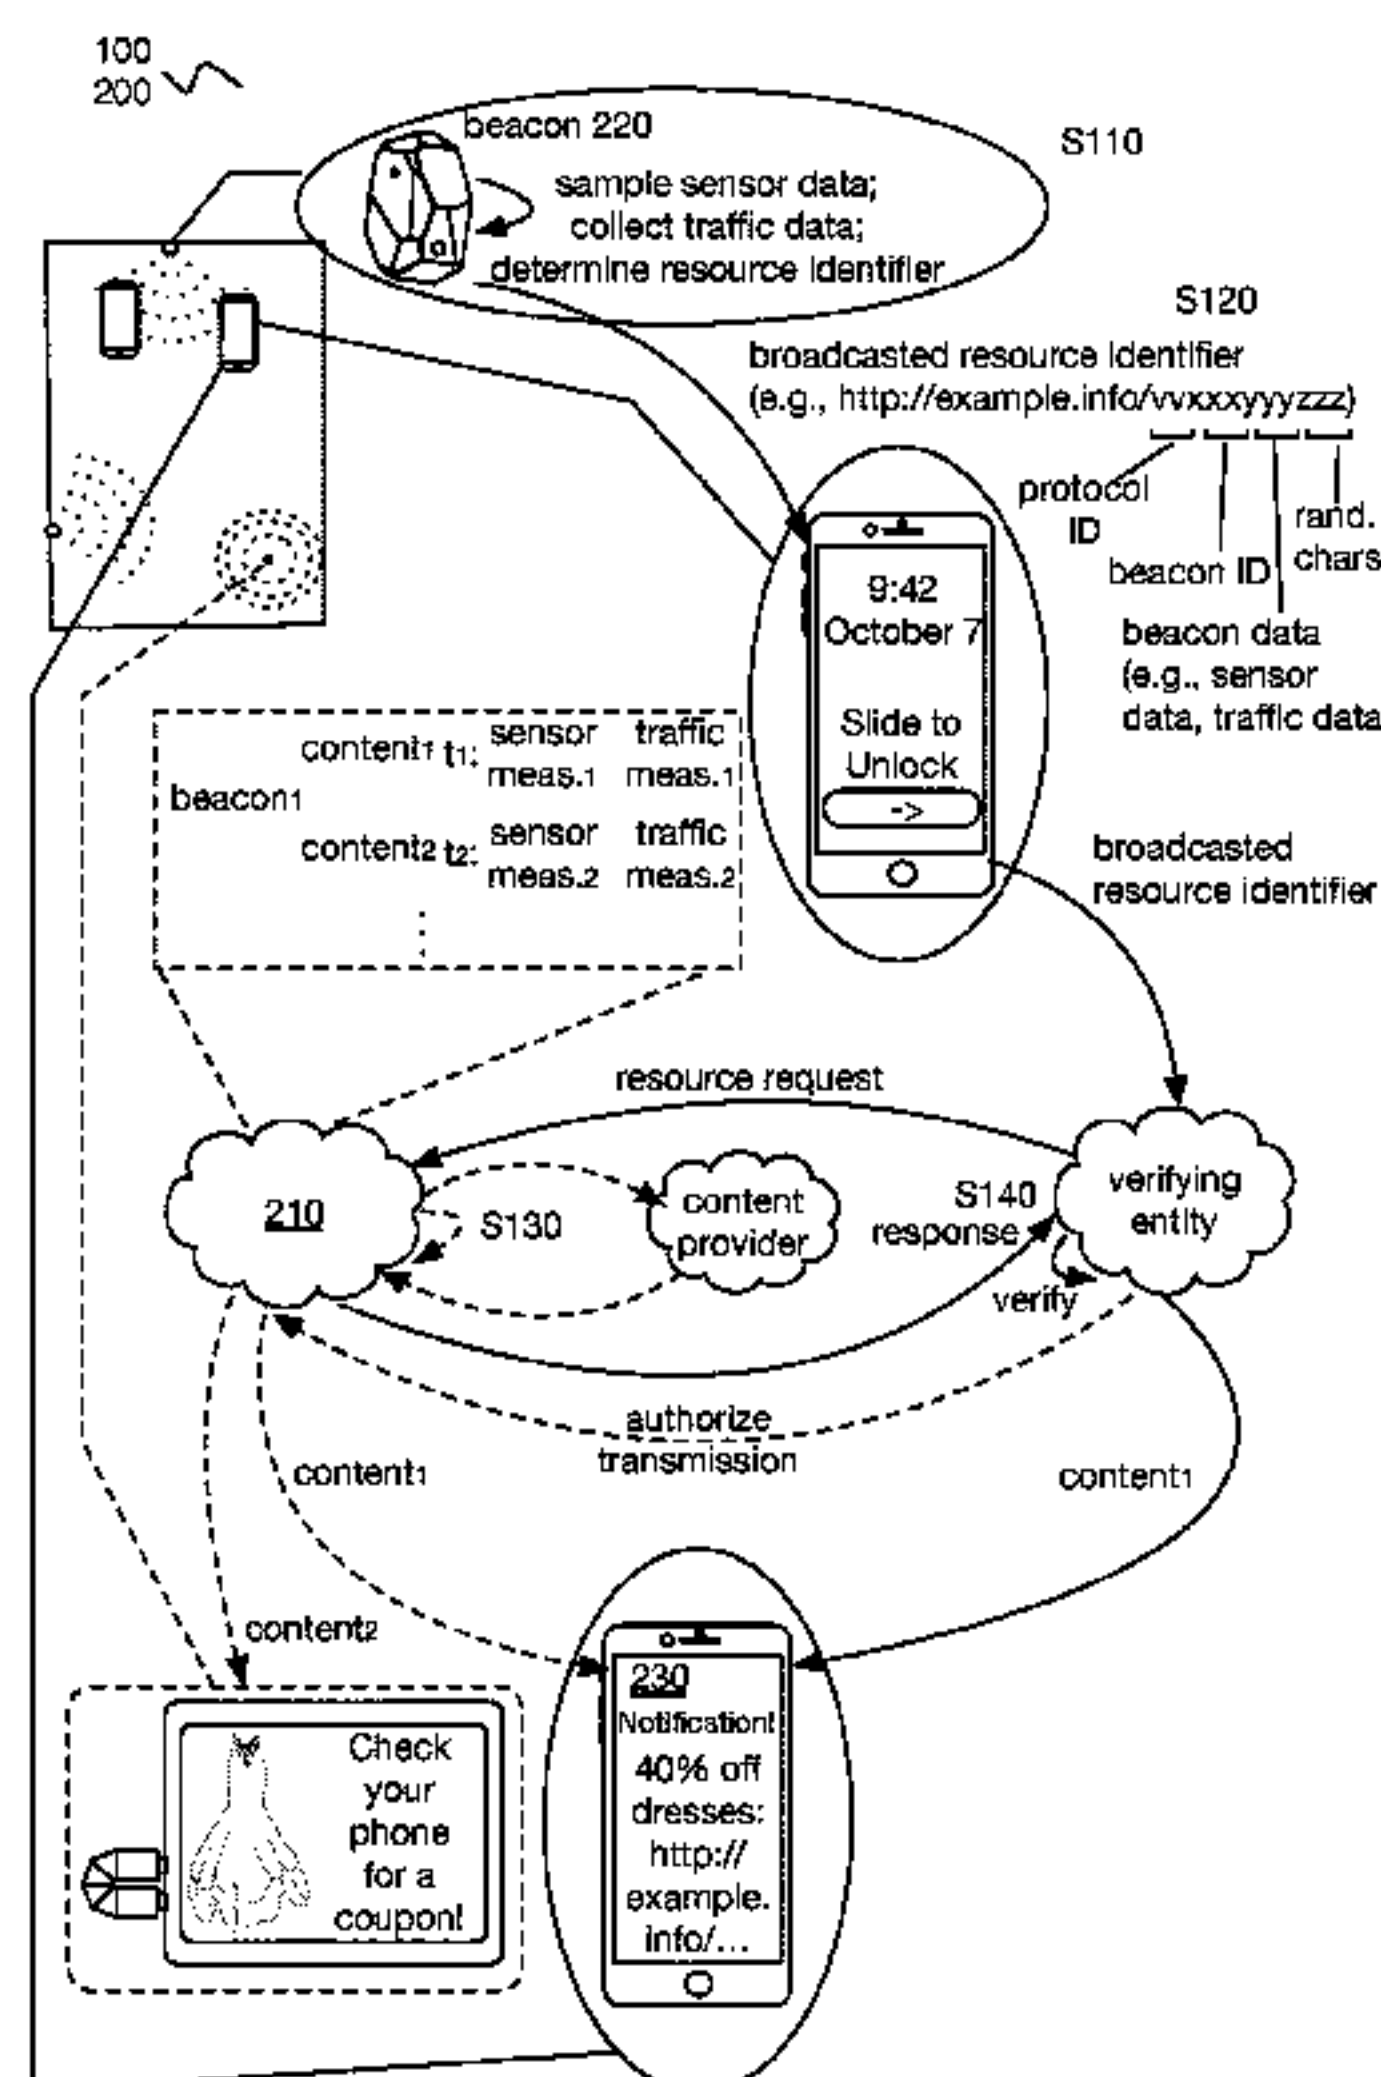 100
200
beacon 220
sample sensor data;
collect traffic data;
determine resource identifier
S110
S120
broadcasted resource identifier
(e.g., http://example.info/vvxxxyyyzzz)
protocol
ID
beacon ID
rand.
chars
beacon data
(e.g., sensor
data, traffic data
9:42
October 7
Slide to
Unlock
->
beacon1
content1 t1: sensor traffic
meas.1 meas.1
content2 t2: sensor traffic
meas.2 meas.2
broadcasted
resource identifier
resource request
210
S130
content
provider
S140
response
verifying
entity
verify
authorize
transmission
content1
content1
content2
Check
your
phone
for a
coupon!
230
Notification!
40% off
dresses:
http://
example.
info/...